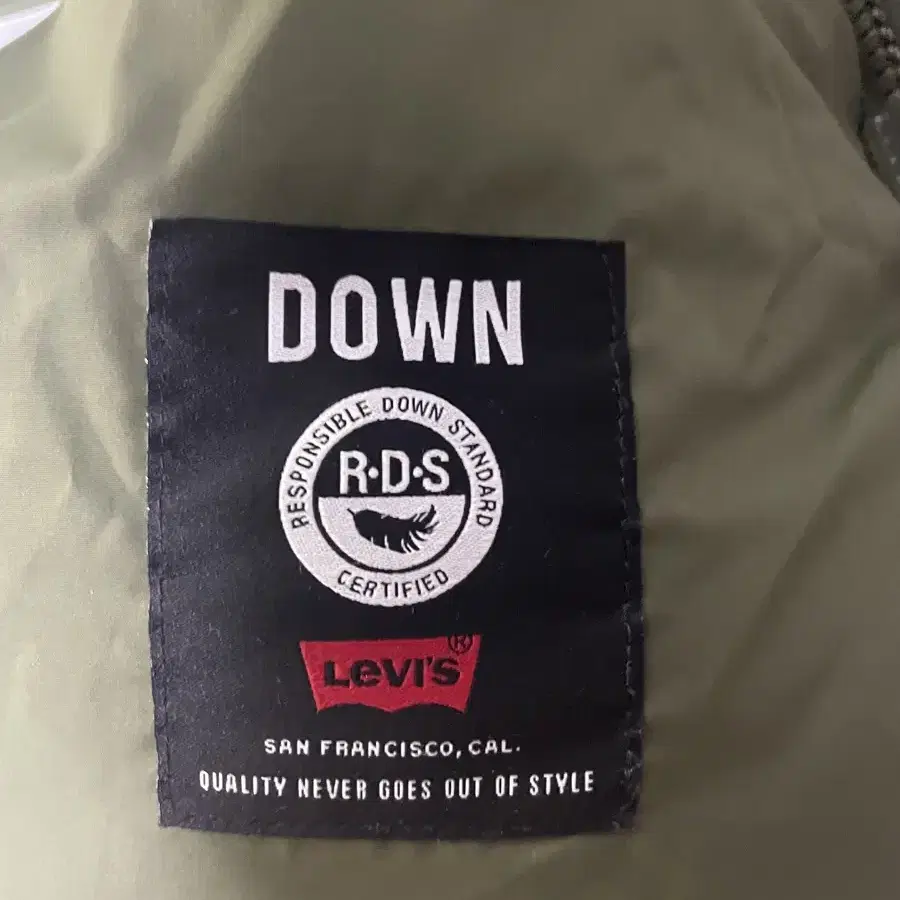 DOWN
RESPONSIBLE DOWN STANDARD
R·D·S
CERTIFIED
LEVI'S®
SAN FRANCISCO, CAL.
QUALITY NEVER GOES OUT OF STYLE